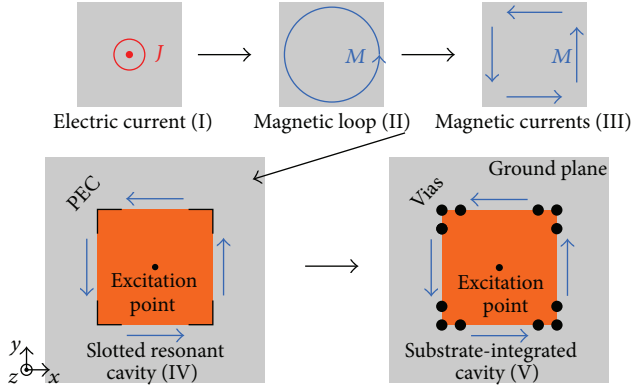 J
M
M
Electric current (I)
Magnetic loop (II)
Magnetic currents (III)
PEC
Excitation
point
Slotted resonant
cavity (IV)
Ground plane
Vias
Excitation
point
Substrate-integrated
cavity (V)
y
z
x